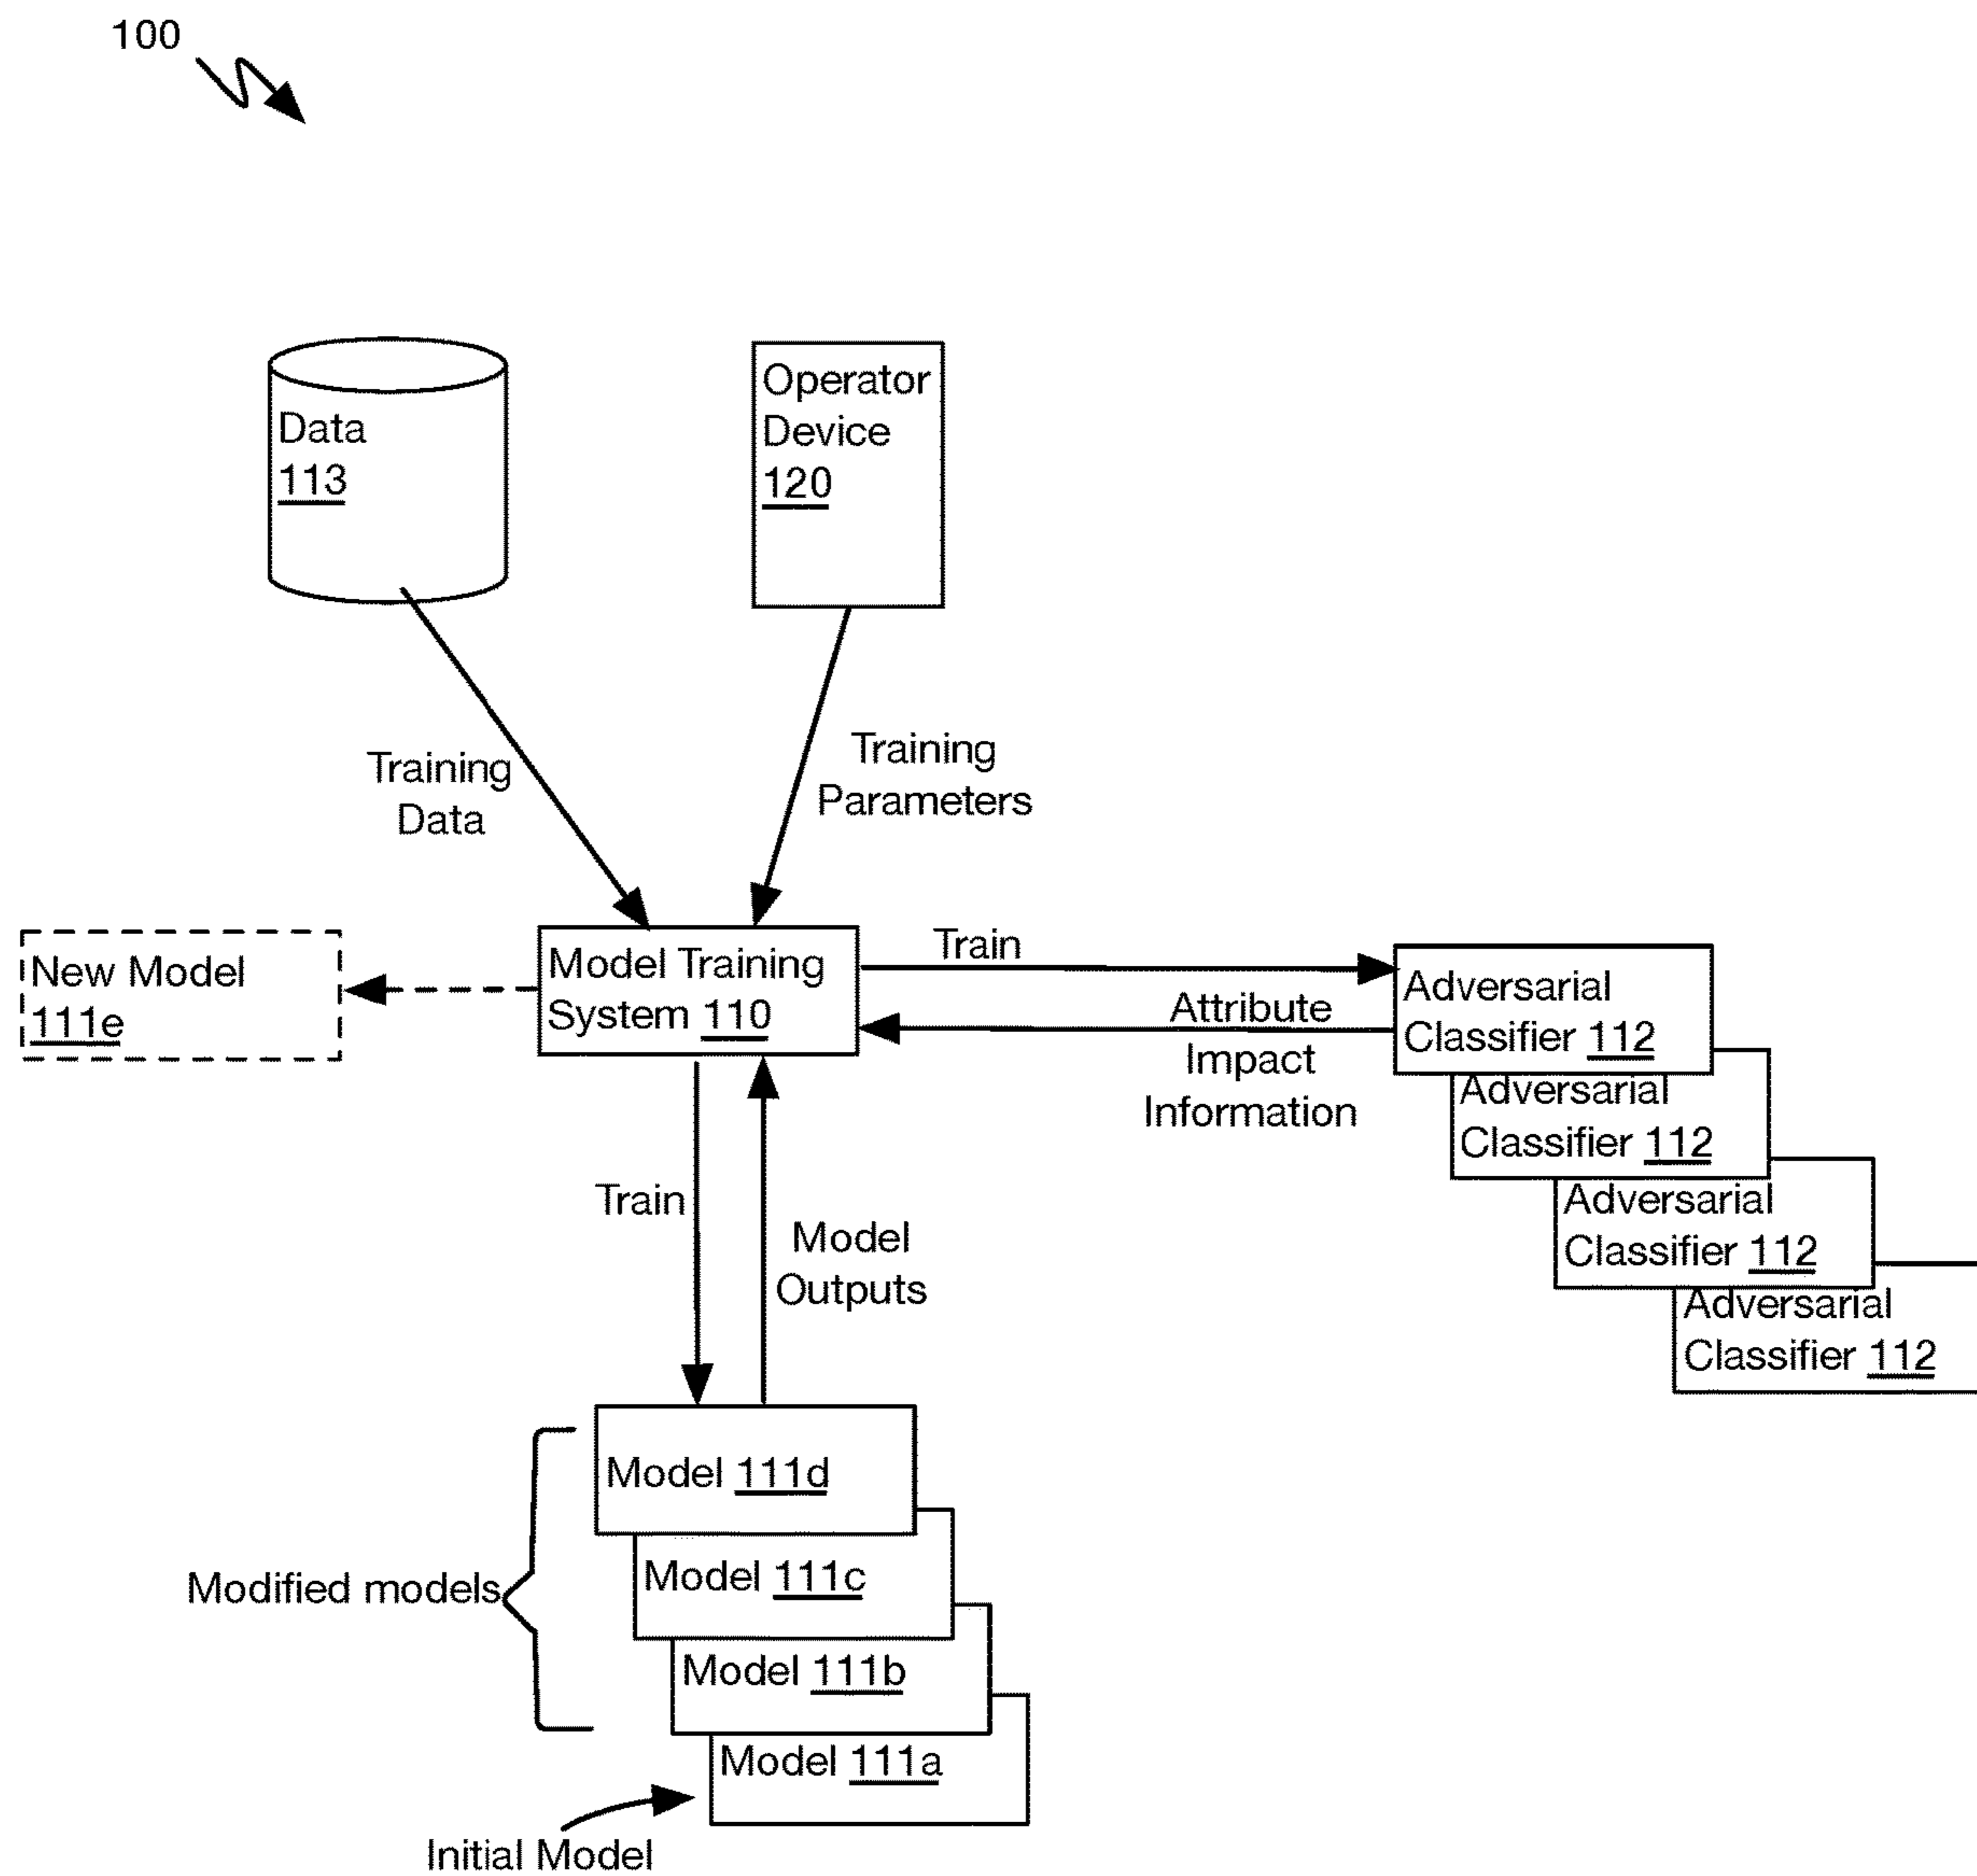 100
Data
113
Operator
Device
120
Training
Data
Training
Parameters
New Model
111e
Model Training
System 110
Train
Attribute
Impact
Information
Adversarial
Classifier 112
Adversarial
Classifier 112
Adversarial
Classifier 112
Adversarial
Classifier 112
Train
Model
Outputs
Modified models
Model 111d
Model 111c
Model 111b
Model 111a
Initial Model